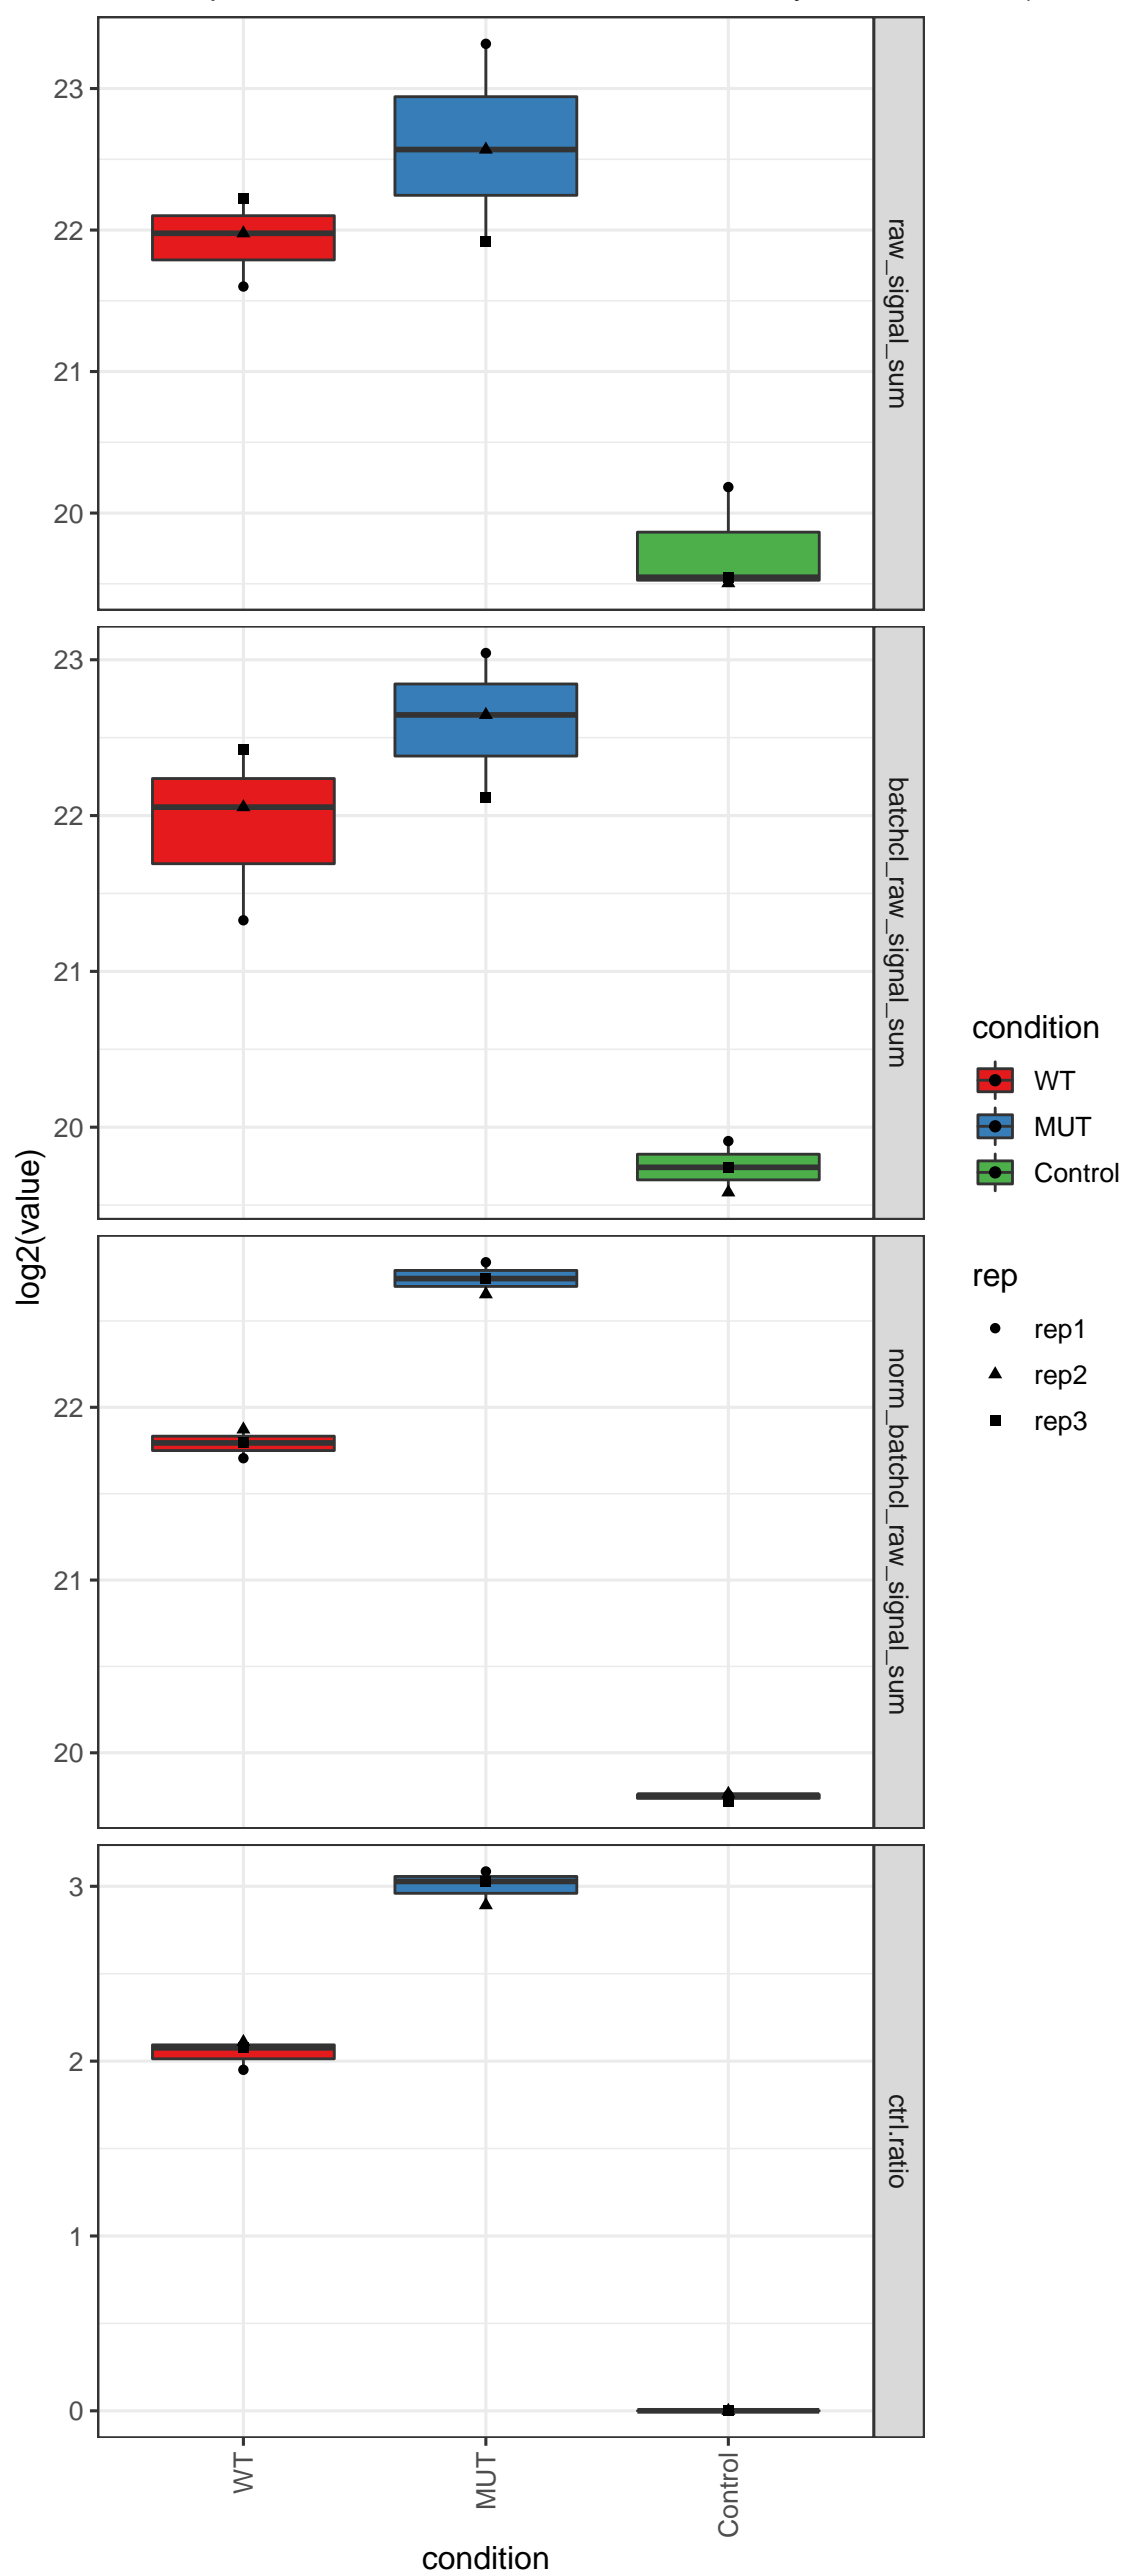 23
22
21
20
raw_signal_sum
23
22
21
20
batchcl_raw_signal_sum
22
21
20
norm_batchcl_raw_signal_sum
3
2
1
0
ctrl.ratio
log2(value)
WT
MUT
Control
condition
condition
WT
MUT
Control
rep
rep1
rep2
rep3